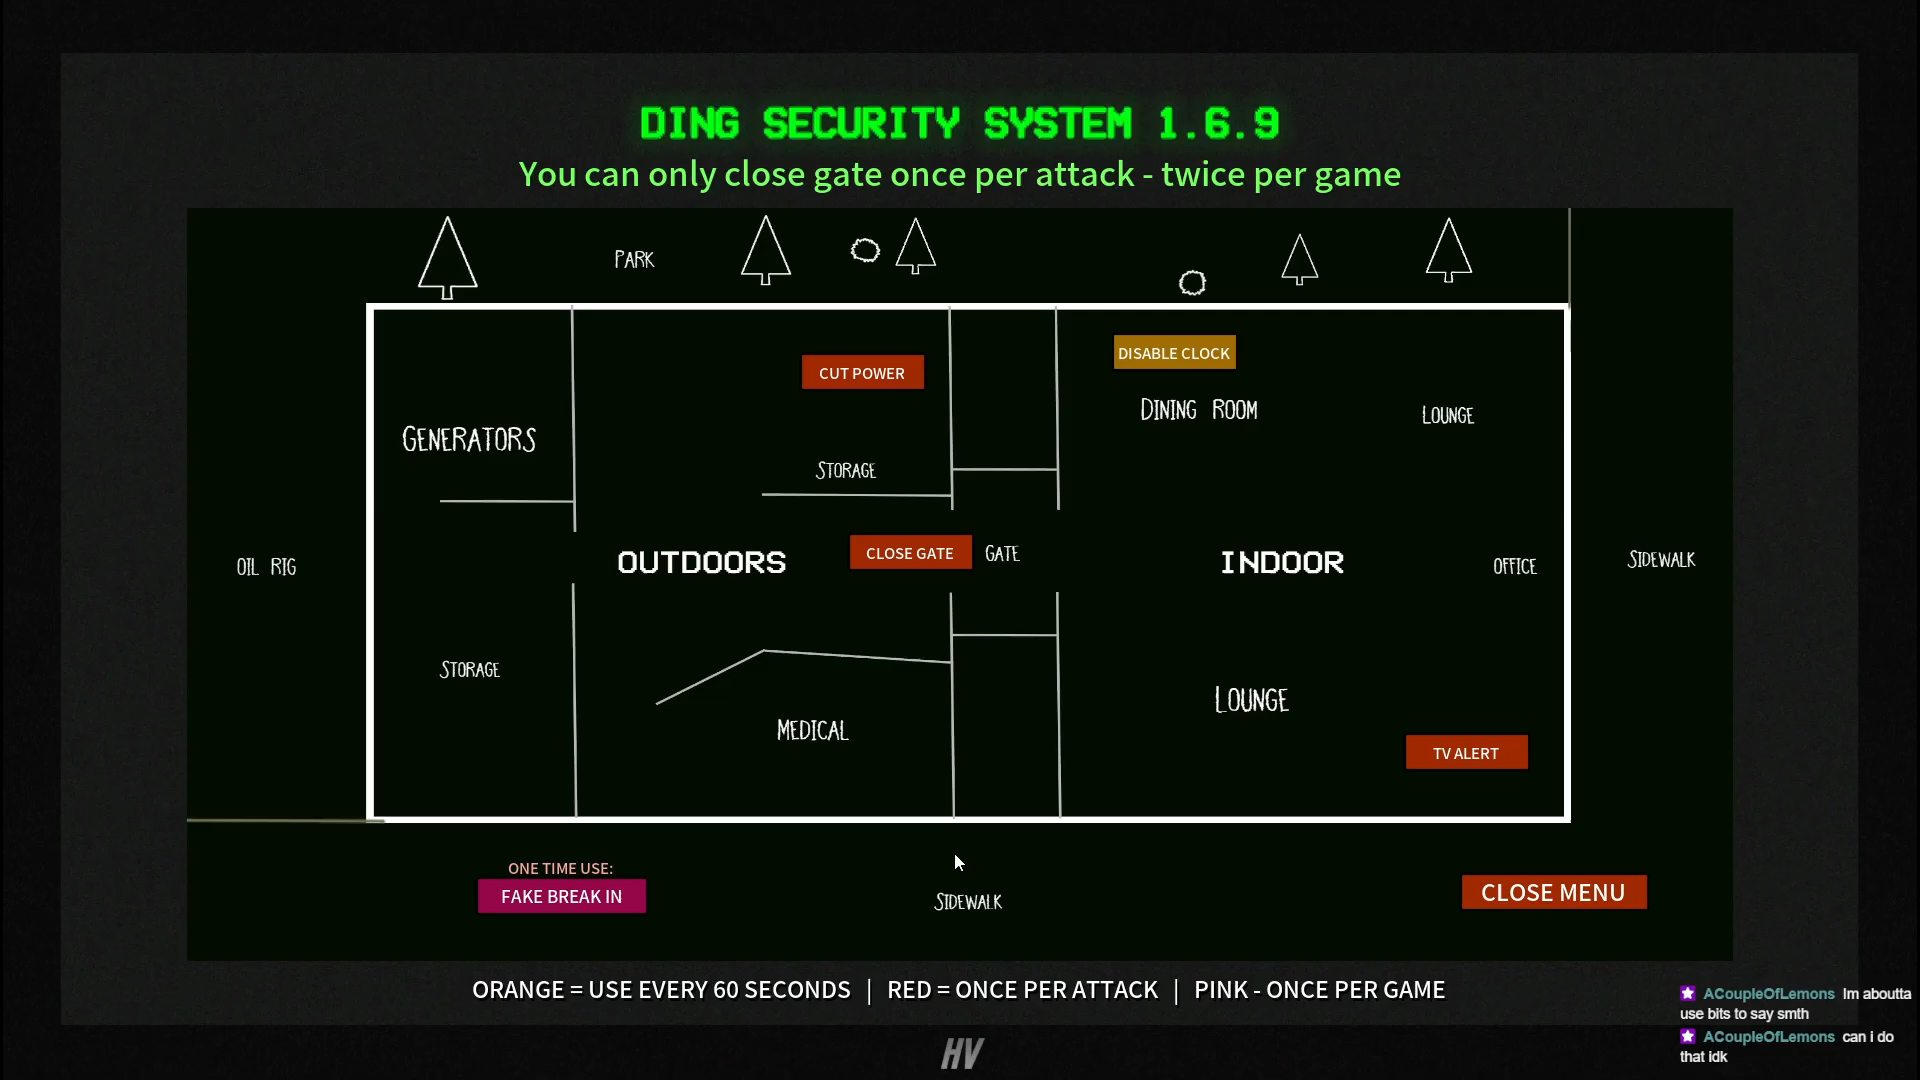 DING SECURITY SYSTEM 1.6.9
You can only close gate once per attack - twice per game
PARK
DISABLE CLOCK
CUT POWER
DINING ROOM
LOUNGE
GENERATORS
STORAGE
CLOSE GATE
GATE
OUTDOORS
INDOOR
OIL RIG
OFFICE
SIDEWALK
STORAGE
LOUNGE
MEDICAL
TV ALERT
ONE TIME USE:
FAKE BREAK IN
SIDEWALK
CLOSE MENU
ORANGE = USE EVERY 60 SECONDS | RED = ONCE PER ATTACK | PINK - ONCE PER GAME
ACoupleOfLemons Im aboutta
use bits to say smth
ACoupleOfLemons can i do
that idk
HV